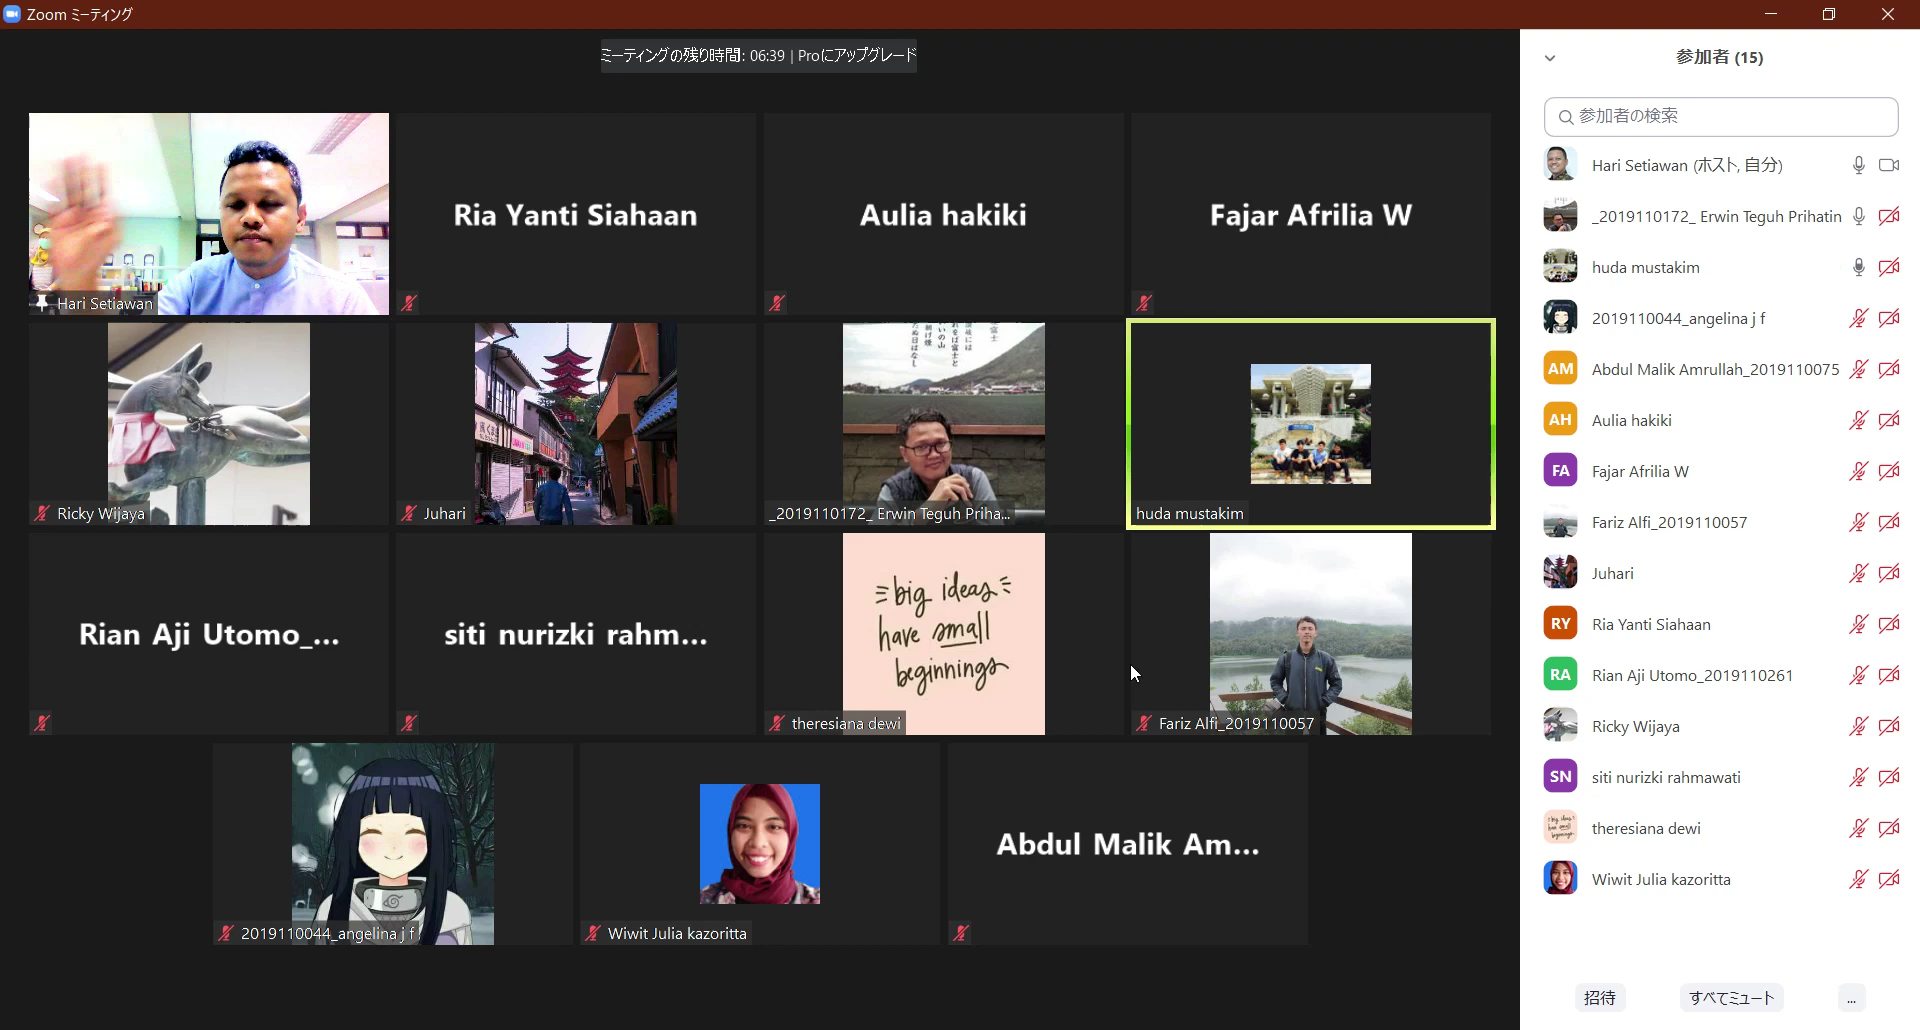 Zoom ミーティング
ミーティングの残り時間: 06:39 | Proにアップグレード
Hari Setiawan
Ria Yanti Siahaan
Aulia hakiki
Fajar Afrilia W
Ricky Wijaya
Juhari
_2019110172_ Erwin Teguh Priha...
huda mustakim
Rian Aji Utomo_...
siti nurizki rahm...
big ideas
have small
beginnings
theresiana dewi
Fariz Alfi_2019110057
2019110044_angelina j f
Wiwit Julia kazoritta
Abdul Malik Am...
参加者 (15)
参加者の検索
Hari Setiawan (ホスト, 自分)
_2019110172_ Erwin Teguh Prihatin
huda mustakim
2019110044_angelina j f
AM Abdul Malik Amrullah_2019110075
AH Aulia hakiki
FA Fajar Afrilia W
Fariz Alfi_2019110057
Juhari
RY Ria Yanti Siahaan
RA Rian Aji Utomo_2019110261
Ricky Wijaya
SN siti nurizki rahmawati
theresiana dewi
Wiwit Julia kazoritta
招待
すべてミュート
...